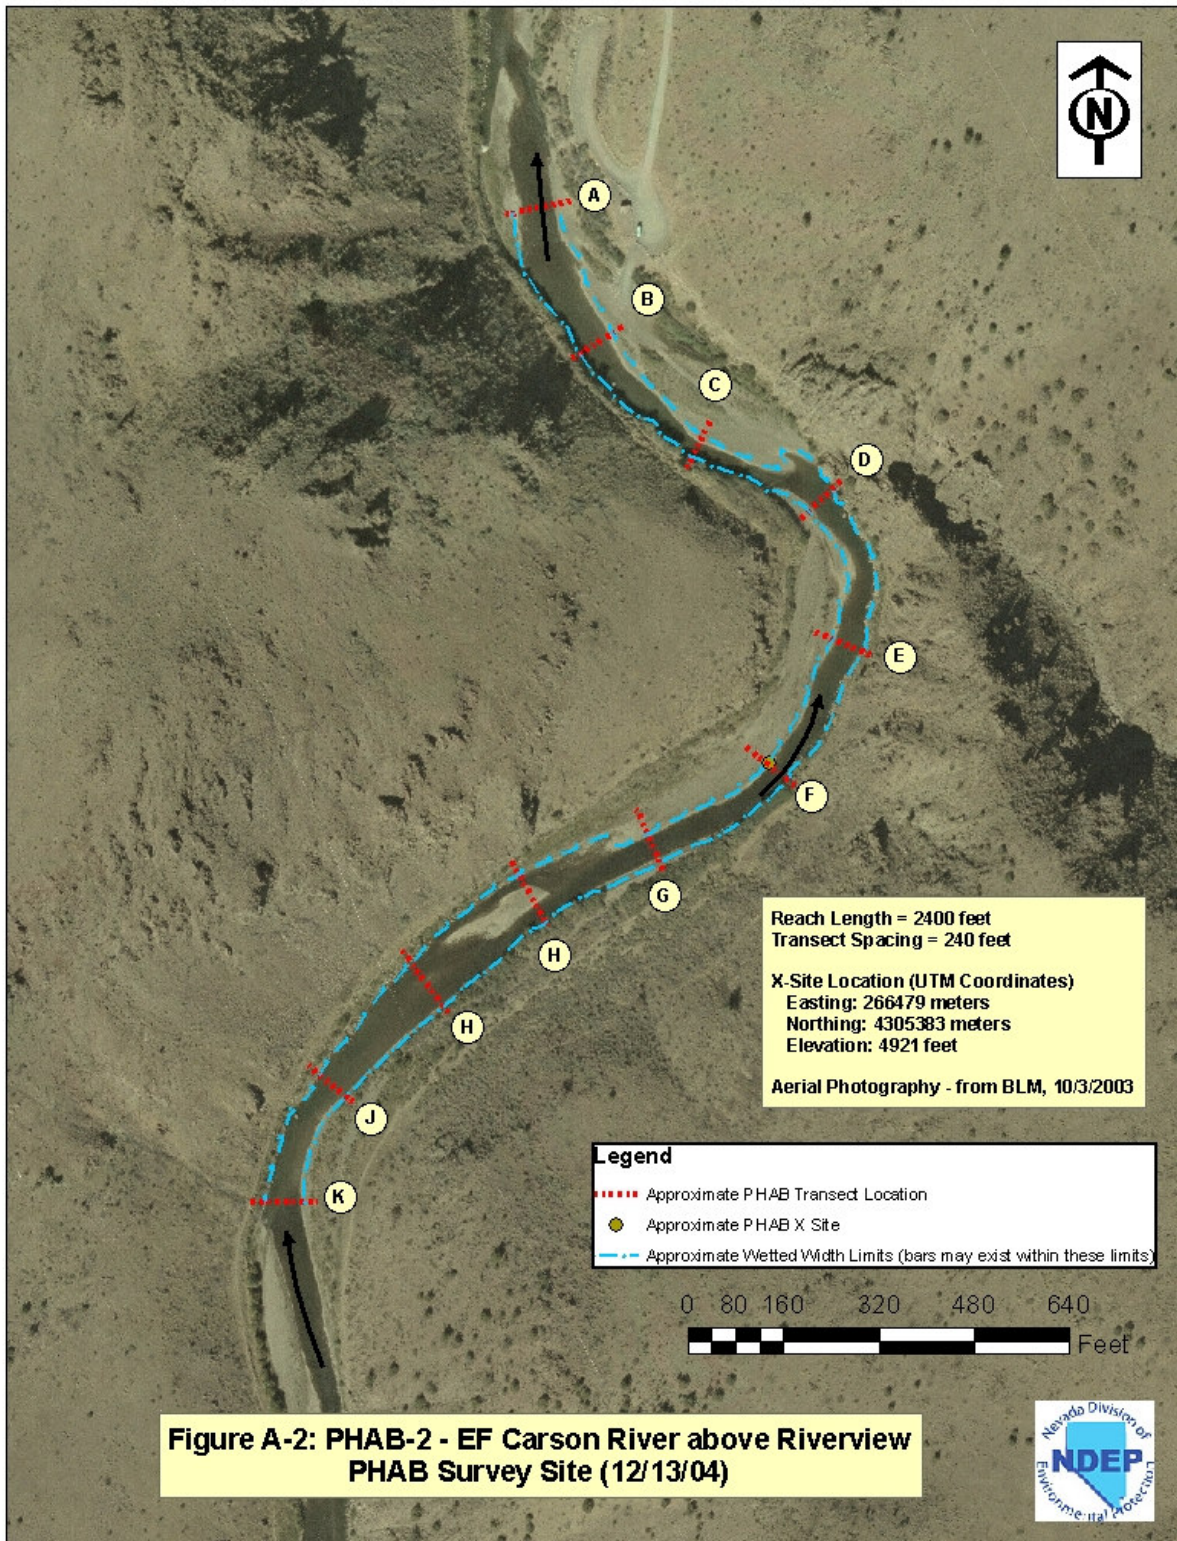 N
A
B
C
D
E
F
G
H
H
J
K
Reach Length = 2400 feet
Transect Spacing = 240 feet
X-Site Location (UTM Coordinates)
Easting: 266479 meters
Northing: 4305383 meters
Elevation: 4921 feet
Aerial Photography - from BLM, 10/3/2003
Legend
Approximate PHAB Transect Location
Approximate PHAB X Site
Approximate Wetted Width Limits (bars may exist within these limits)
0 80 160 320 480 640
Feet
Figure A-2: PHAB-2 - EF Carson River above Riverview
PHAB Survey Site (12/13/04)
Nevada Division of
NDEP
Environmental Protection